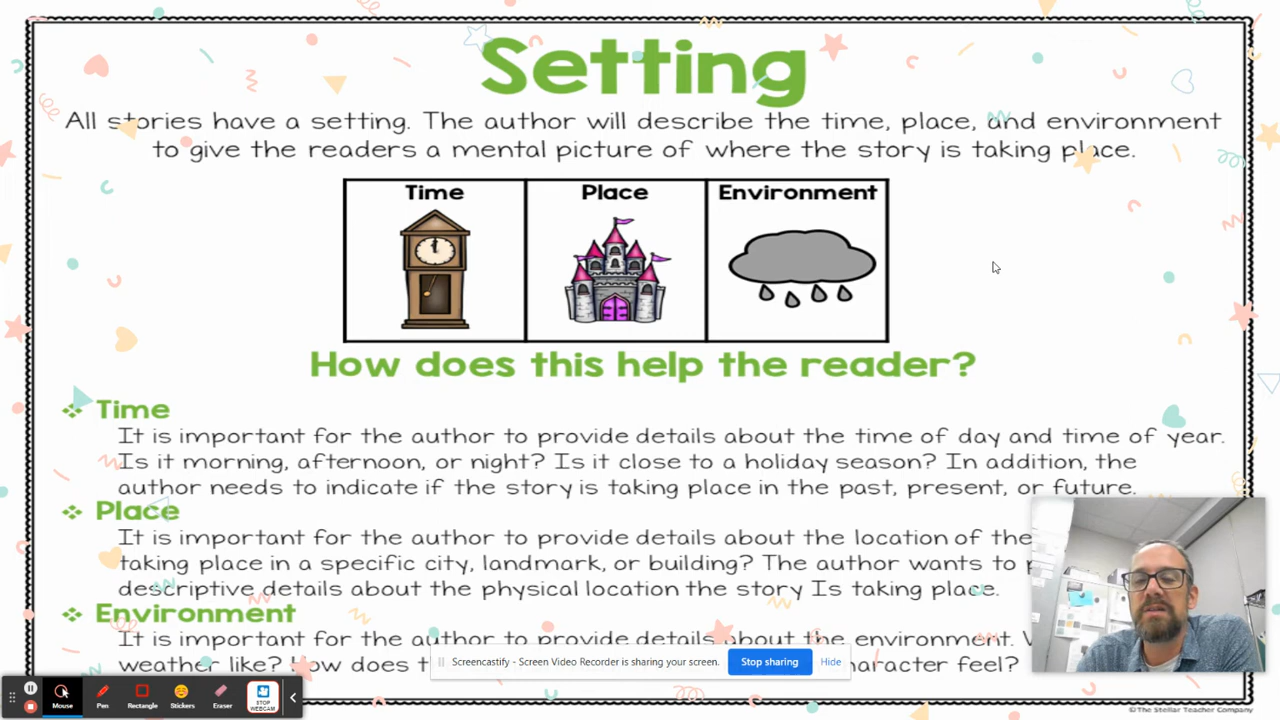 Setting
All stories have a setting. The author will describe the time, place, and environment
to give the readers a mental picture of where the story is taking place.
Time
Place
Environment
How does this help the reader?
Time
It is important for the author to provide details about the time of day and time of year.
Is it morning, afternoon, or night? Is it close to a holiday season? In addition, the
author needs to indicate if the story is taking place in the past, present, or future.
Place
It is important for the author to provide details about the location of the
taking place in a specific city, landmark, or building? The author wants to
descriptive details about the physical location the story Is taking place.
Environment
It is important for the author to provide details about the environment.
weather like? How does character feel?
Screencastify - Screen Video Recorder is sharing your screen.
Stop sharing
Hide
Mouse
Pen
Rectangle
Stickers
Eraser
STOP
WEBCAM
©The Stellar Teacher Company